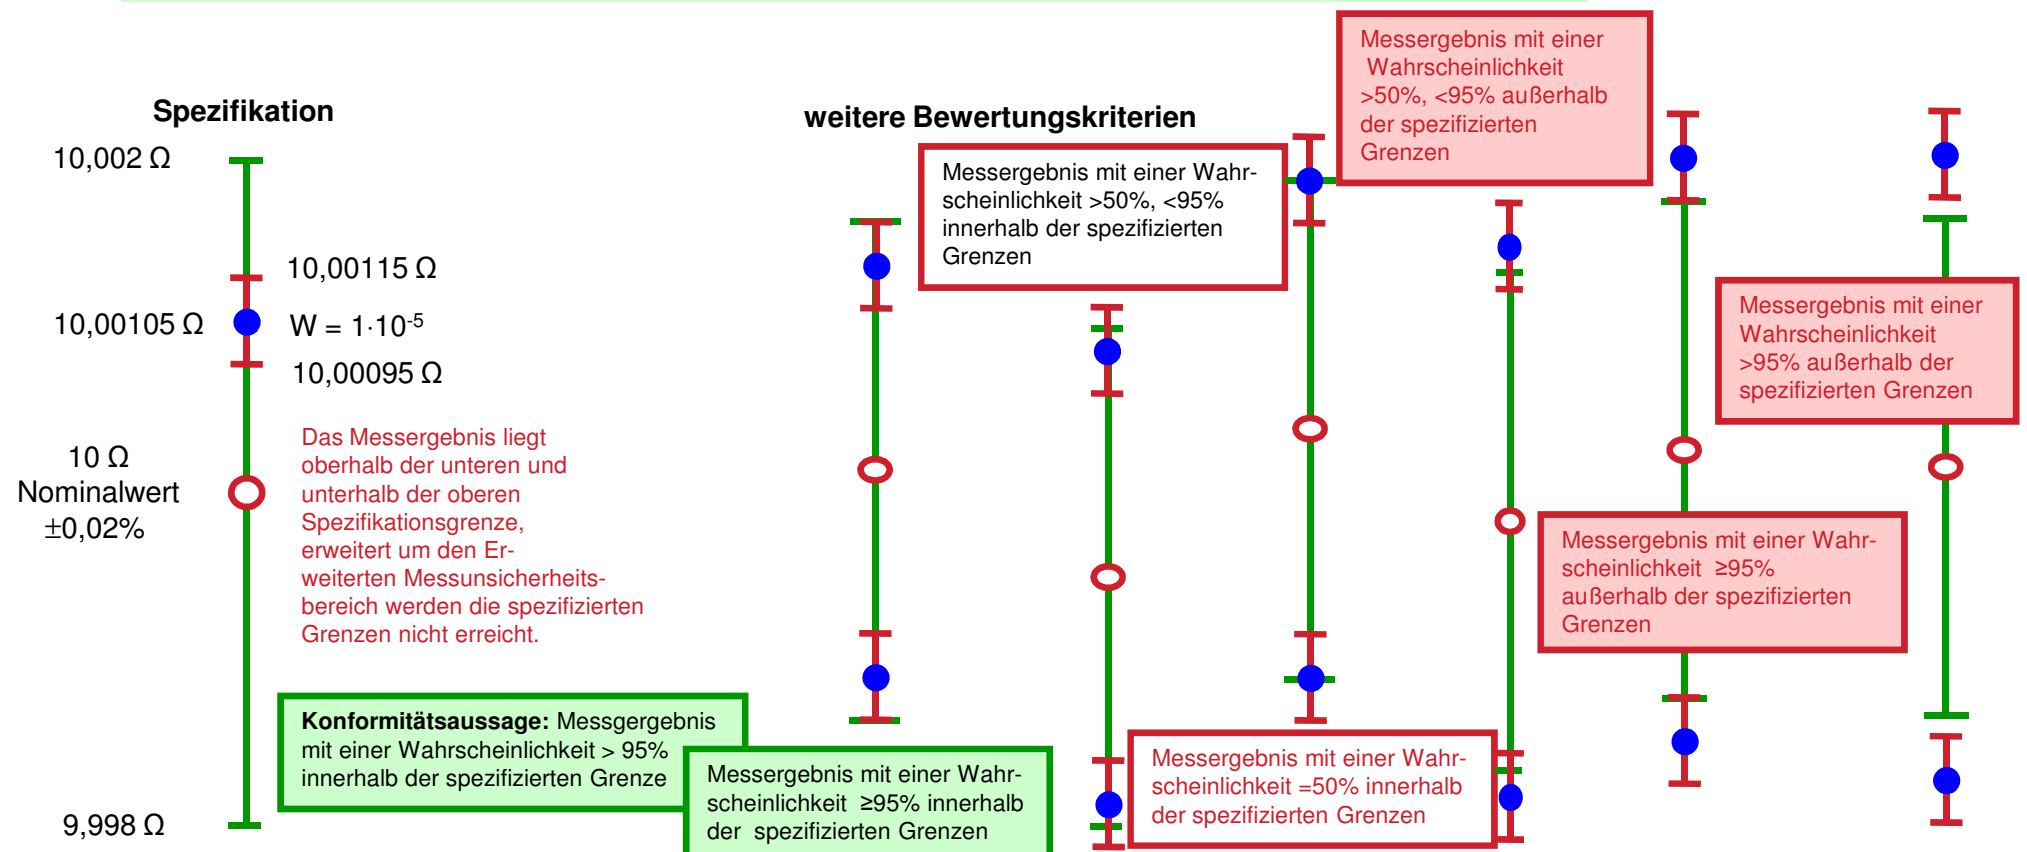 Spezifikation
10,002 Ω
10,00115 Ω
10,00105 Ω
W = 1·10⁻⁵
10,00095 Ω
10 Ω
Nominalwert
±0,02%
9,998 Ω
Das Messergebnis liegt
oberhalb der unteren und
unterhalb der oberen
Spezifikationsgrenze,
erweitert um den Er-
weiterten Messunsicherheits-
bereich werden die spezifizierten
Grenzen nicht erreicht.
Konformitätsaussage: Messgergebnis
mit einer Wahrscheinlichkeit > 95%
innerhalb der spezifizierten Grenze
weitere Bewertungskriterien
Messergebnis mit einer Wahr-
scheinlichkeit ≥95% innerhalb
der spezifizierten Grenzen
Messergebnis mit einer Wahr-
scheinlichkeit >50%, <95%
innerhalb der spezifizierten
Grenzen
Messergebnis mit einer Wahr-
scheinlichkeit =50% innerhalb
der spezifizierten Grenzen
Messergebnis mit einer
Wahrscheinlichkeit
>50%, <95% außerhalb
der spezifizierten
Grenzen
Messergebnis mit einer Wahr-
scheinlichkeit ≥95%
außerhalb der spezifizierten
Grenzen
Messergebnis mit einer
Wahrscheinlichkeit
>95% außerhalb der
spezifizierten Grenzen